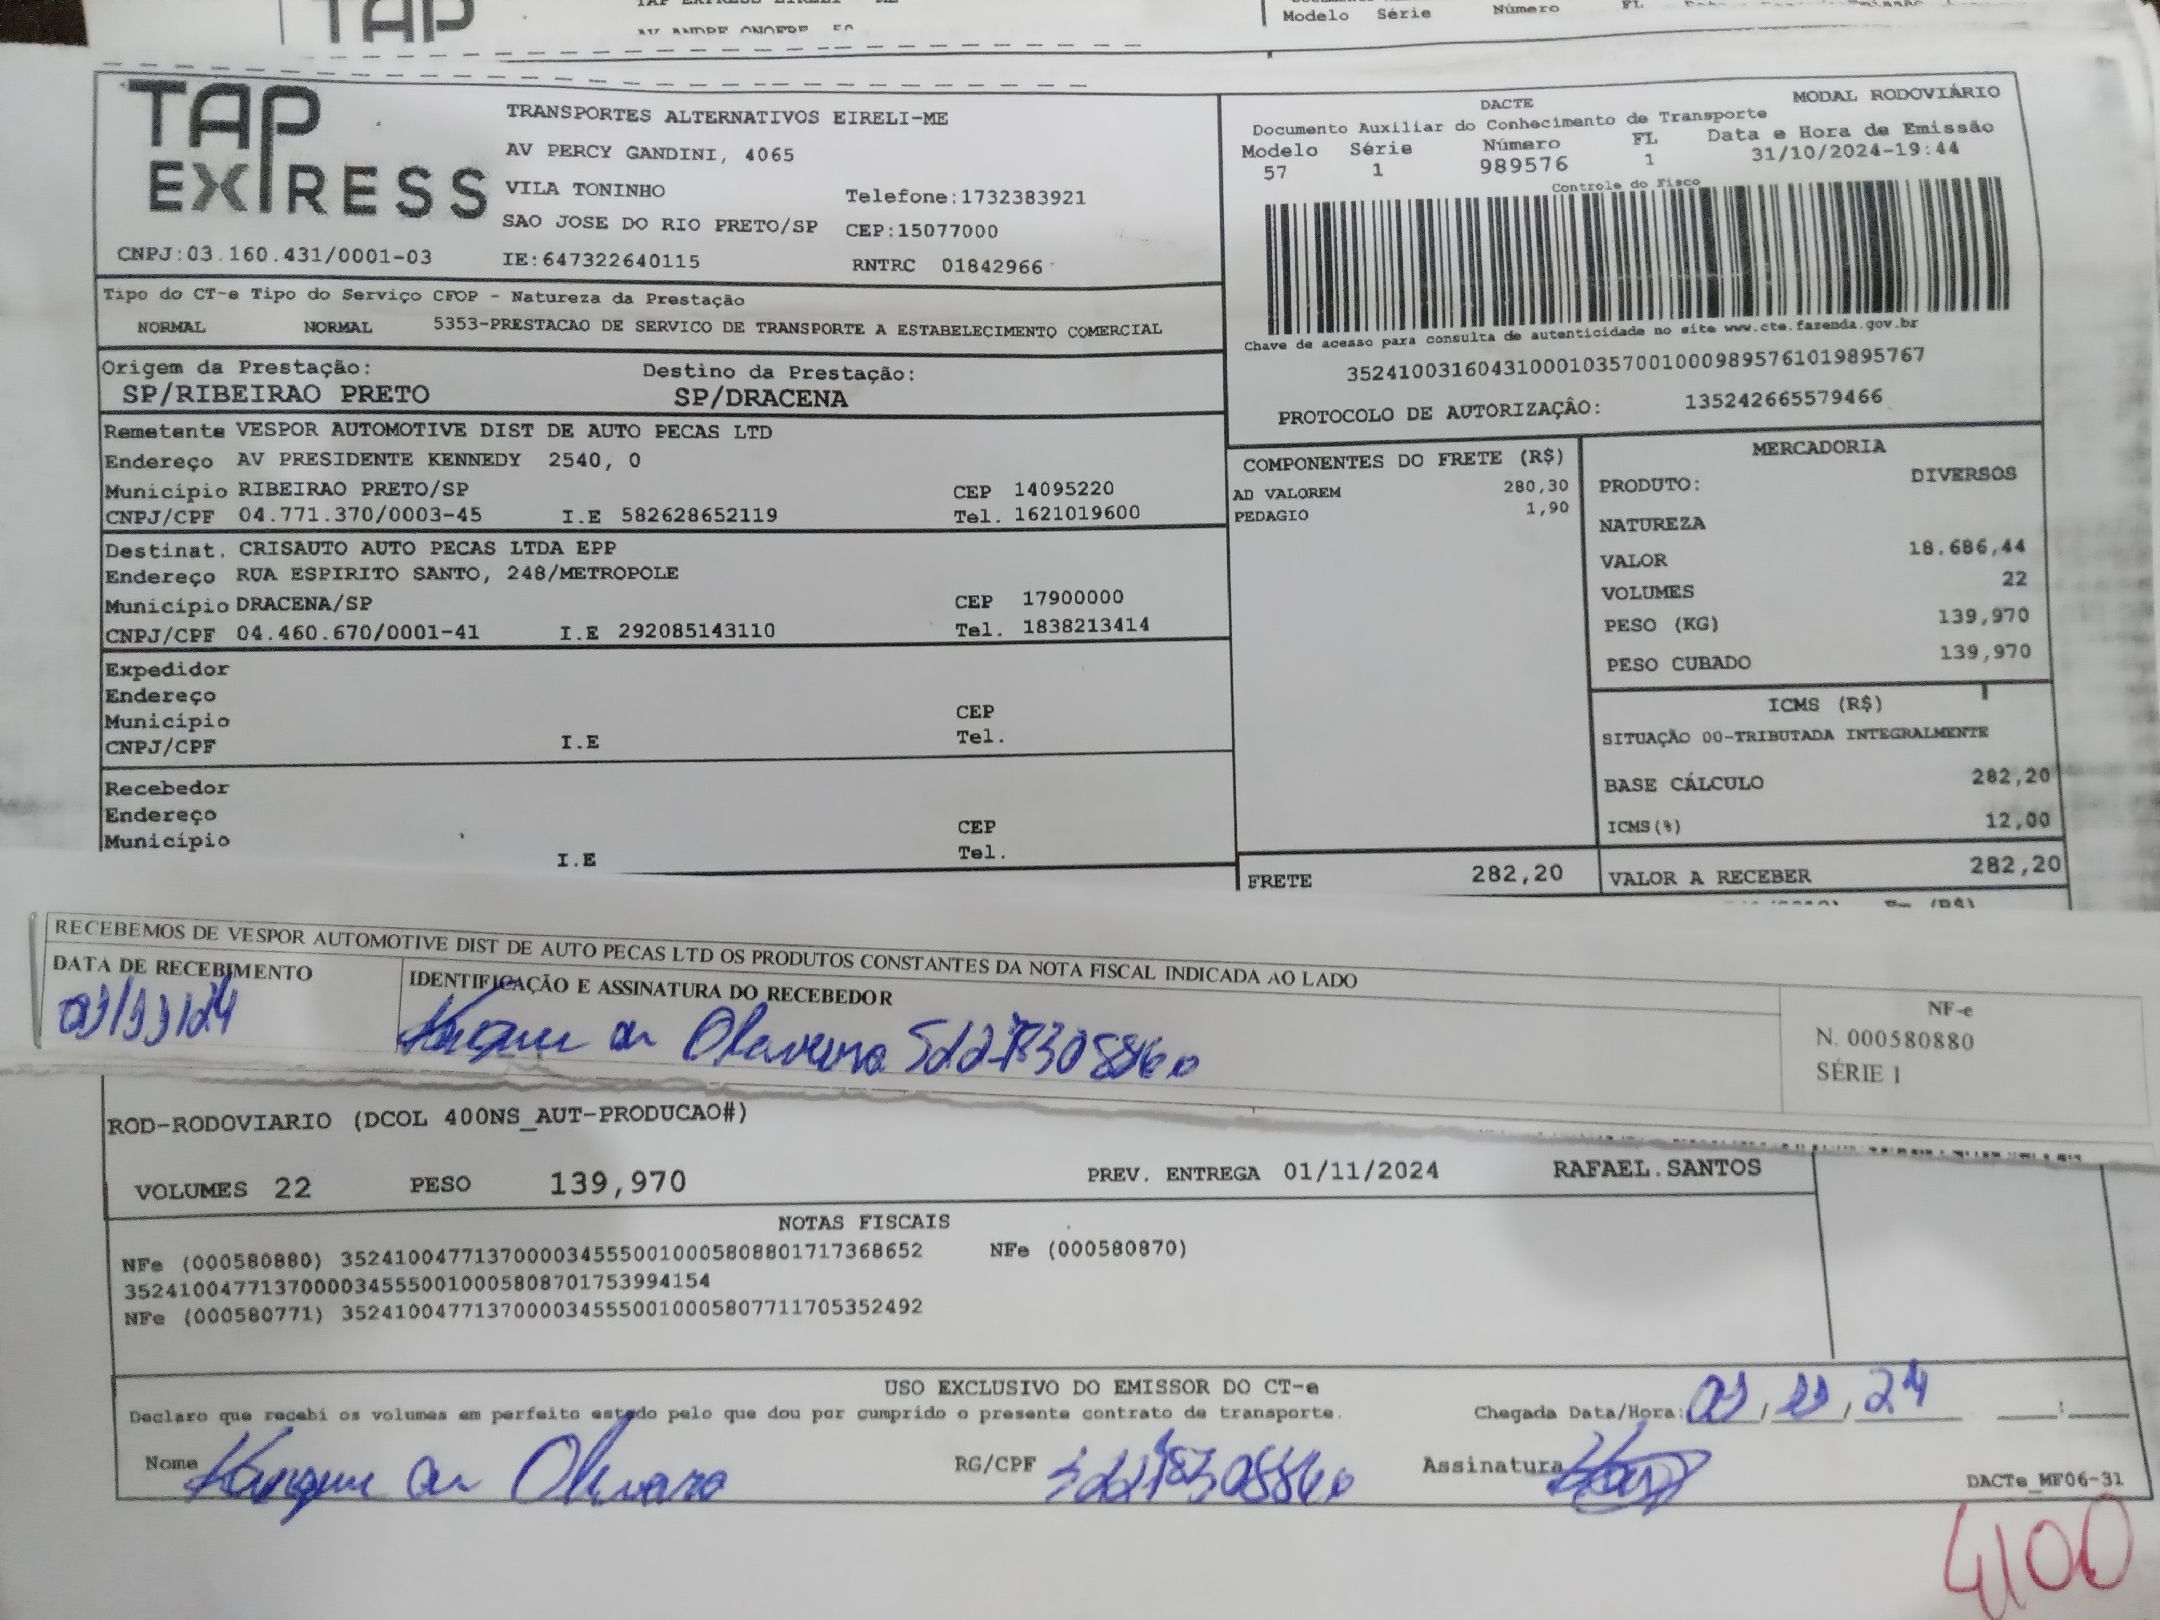 TAP
Modelo Série Número FL
TAP EXPRESS
TRANSPORTES ALTERNATIVOS EIRELI-ME
AV PERCY GANDINI, 4065
VILA TONINHO Telefone:1732383921
SAO JOSE DO RIO PRETO/SP CEP:15077000
CNPJ:03.160.431/0001-03 IE:647322640115 RNTRC 01842966
DACTE MODAL RODOVIÁRIO
Documento Auxiliar do Conhecimento de Transporte
Modelo Série Número FL Data e Hora de Emissão
57 1 989576 1 31/10/2024-19:44
Controle do Fisco
Chave de acesso para consulta de autenticidade no site www.cte.fazenda.gov.br
35241003160431000103570010009895761019895767
PROTOCOLO DE AUTORIZAÇÂO: 135242665579466
Tipo do CT-e Tipo do Serviço CFOP - Natureza da Prestação
NORMAL NORMAL 5353-PRESTACAO DE SERVICO DE TRANSPORTE A ESTABELECIMENTO COMERCIAL
Origem da Prestação: Destino da Prestação:
SP/RIBEIRAO PRETO SP/DRACENA
Remetente VESPOR AUTOMOTIVE DIST DE AUTO PECAS LTD
Endereço AV PRESIDENTE KENNEDY 2540, 0
Município RIBEIRAO PRETO/SP CEP 14095220
CNPJ/CPF 04.771.370/0003-45 I.E 582628652119 Tel. 1621019600
Destinat. CRISAUTO AUTO PECAS LTDA EPP
Endereço RUA ESPIRITO SANTO, 248/METROPOLE
Município DRACENA/SP CEP 17900000
CNPJ/CPF 04.460.670/0001-41 I.E 292085143110 Tel. 1838213414
Expedidor
Endereço
Município CEP
CNPJ/CPF I.E Tel.
Recebedor
Endereço
Município CEP
I.E Tel.
COMPONENTES DO FRETE (R$)
AD VALOREM 280,30
PEDAGIO 1,90
FRETE 282,20
MERCADORIA
PRODUTO: DIVERSOS
NATUREZA
VALOR 18.686,44
VOLUMES 22
PESO (KG) 139,970
PESO CUBADO 139,970
ICMS (R$)
SITUAÇÃO 00-TRIBUTADA INTEGRALMENTE
BASE CÁLCULO 282,20
ICMS(%) 12,00
VALOR A RECEBER 282,20
RECEBEMOS DE VESPOR AUTOMOTIVE DIST DE AUTO PECAS LTD OS PRODUTOS CONSTANTES DA NOTA FISCAL INDICADA AO LADO
DATA DE RECEBIMENTO IDENTIFICAÇÃO E ASSINATURA DO RECEBEDOR
NF-e
N. 000580880
SÉRIE 1
ROD-RODOVIARIO (DCOL 400NS_AUT-PRODUCAO#)
VOLUMES 22 PESO 139,970 PREV. ENTREGA 01/11/2024 RAFAEL.SANTOS
NOTAS FISCAIS
NFe (000580880) 35241004771370000345550010005808801717368652 NFe (000580870)
35241004771370000345550010005808701753994154
NFe (000580771) 35241004771370000345550010005807711705352492
USO EXCLUSIVO DO EMISSOR DO CT-e
Declaro que recebi os volumes em perfeito estado pelo que dou por cumprido o presente contrato de transporte. Chegada Data/Hora:
Nome RG/CPF Assinatura
DACTe_MF06-31
4100